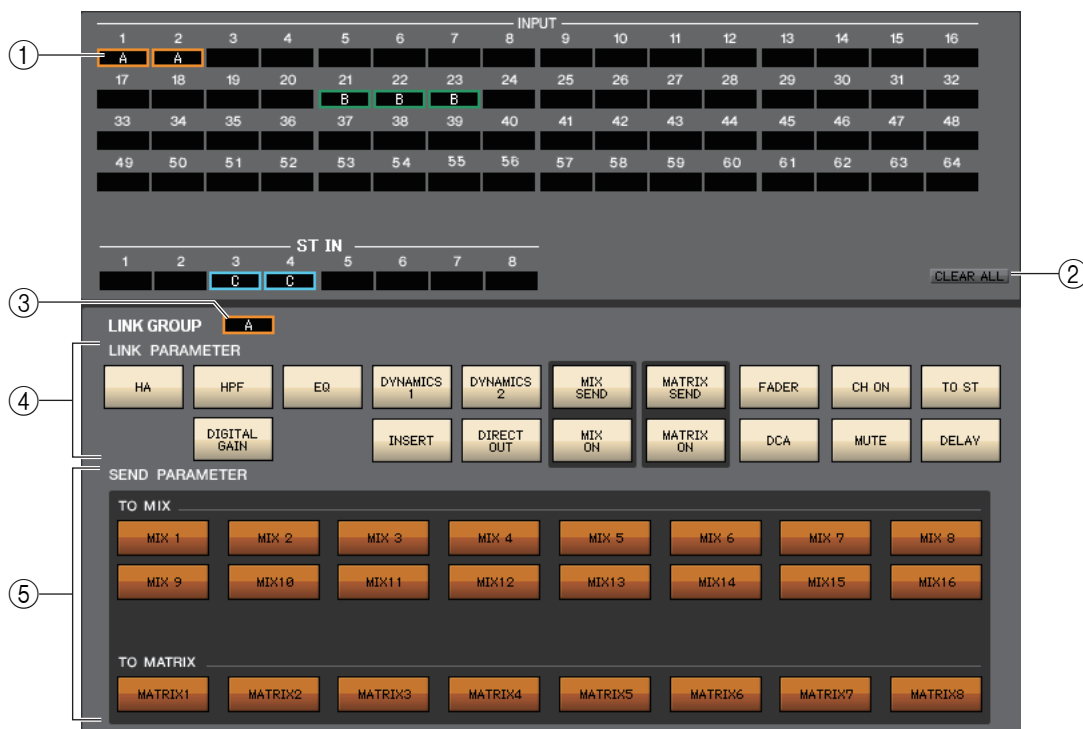 INPUT
1 2 3 4 5 6 7 8 9 10 11 12 13 14 15 16
① A A
17 18 19 20 21 22 23 24 25 26 27 28 29 30 31 32
B B B
33 34 35 36 37 38 39 40 41 42 43 44 45 46 47 48
49 50 51 52 53 54 55 56 57 58 59 60 61 62 63 64
ST IN
1 2 3 4 5 6 7 8
C C
CLEAR ALL ②
③
LINK GROUP A
LINK PARAMETER
④
HA HPF EQ DYNAMICS 1 DYNAMICS 2 MIX SEND MATRIX SEND FADER CH ON TO ST
DIGITAL GAIN INSERT DIRECT OUT MIX ON MATRIX ON DCA MUTE DELAY
SEND PARAMETER
⑤
TO MIX
MIX 1 MIX 2 MIX 3 MIX 4 MIX 5 MIX 6 MIX 7 MIX 8
MIX 9 MIX10 MIX11 MIX12 MIX13 MIX14 MIX15 MIX16
TO MATRIX
MATRIX1 MATRIX2 MATRIX3 MATRIX4 MATRIX5 MATRIX6 MATRIX7 MATRIX8